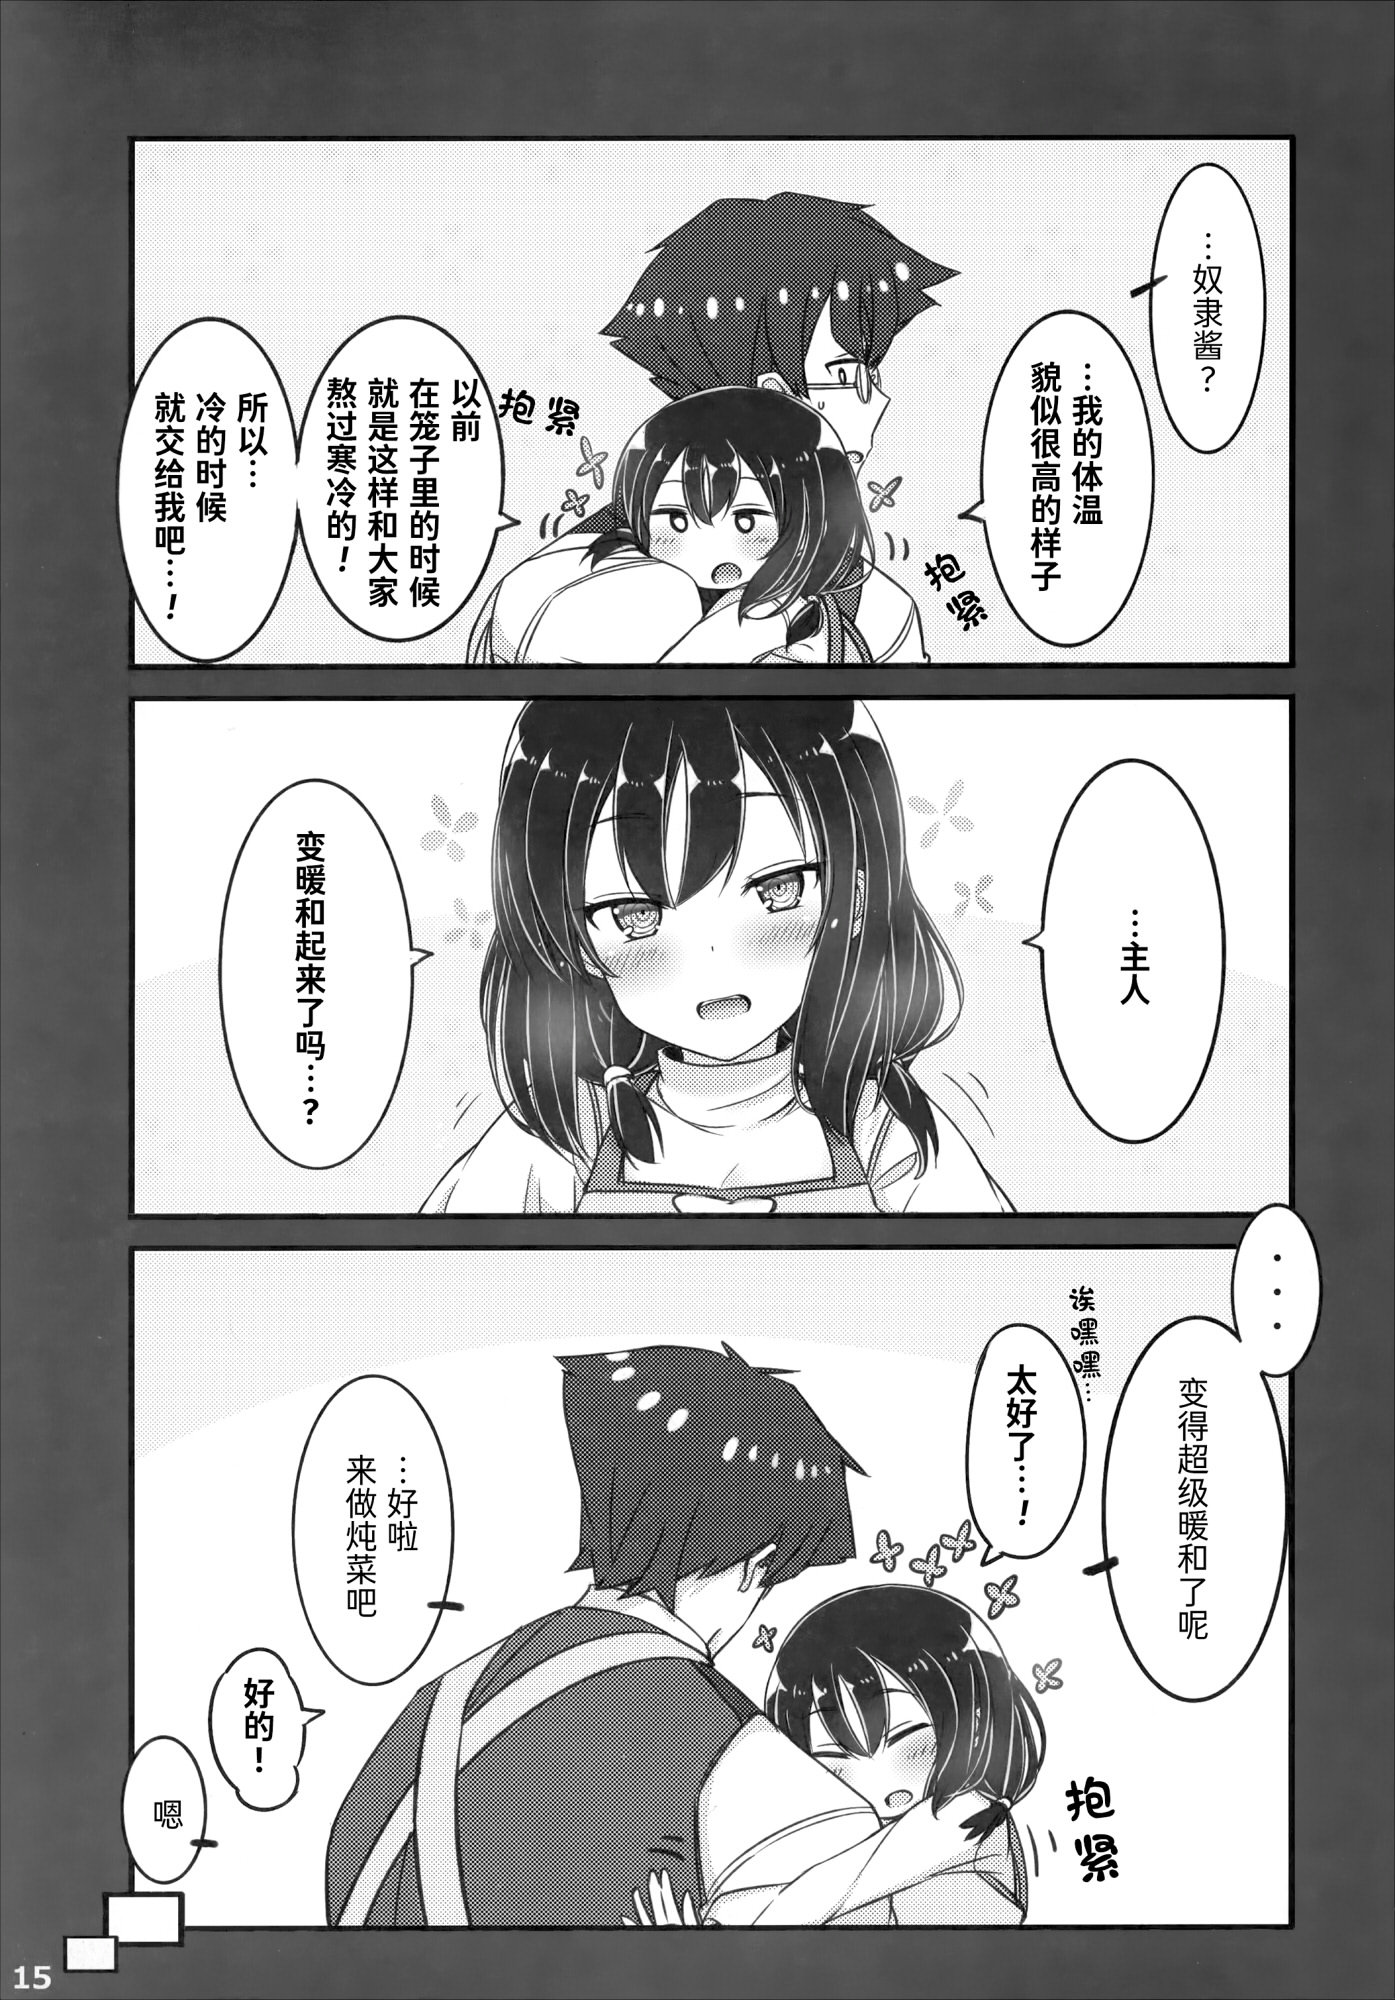 …奴隶酱？
…我的体温
貌似很高的样子
抱紧
抱紧
以前
在笼子里的时候
就是这样和大家
熬过寒冷的！
所以…
冷的时候
就交给我吧…！
…主人
变暖和起来了吗…？
・・・
变得超级暖和了呢
诶嘿嘿…
太好了…！
抱紧
…好啦
来做炖菜吧
好的！
嗯
15